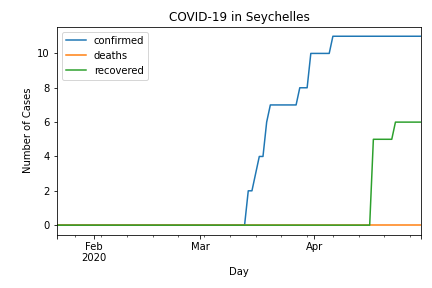 COVID-19 in Seychelles
confirmed
deaths
recovered
Number of Cases
10
8
6
4
2
0
Feb
2020
Mar
Apr
Day